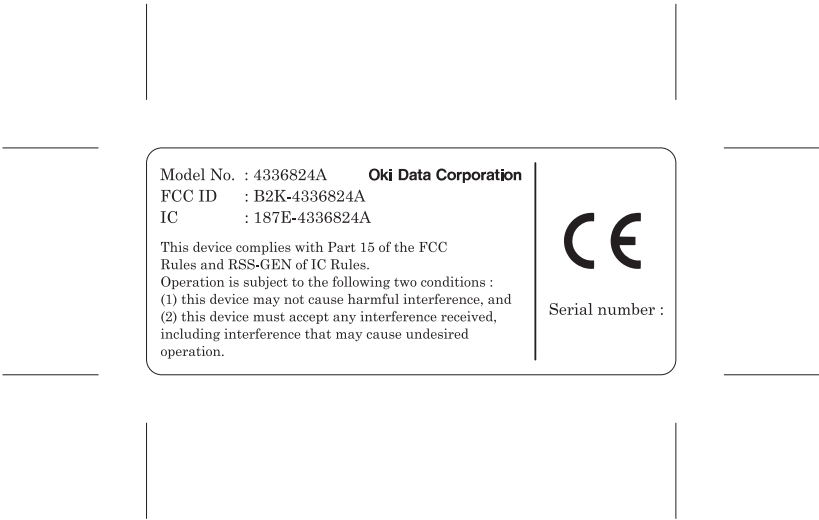 Model No. : 4336824A Oki Data Corporation
FCC ID : B2K-4336824A
IC : 187E-4336824A
This device complies with Part 15 of the FCC
Rules and RSS-GEN of IC Rules.
Operation is subject to the following two conditions :
(1) this device may not cause harmful interference, and
(2) this device must accept any interference received,
including interference that may cause undesired
operation.
CE
Serial number :